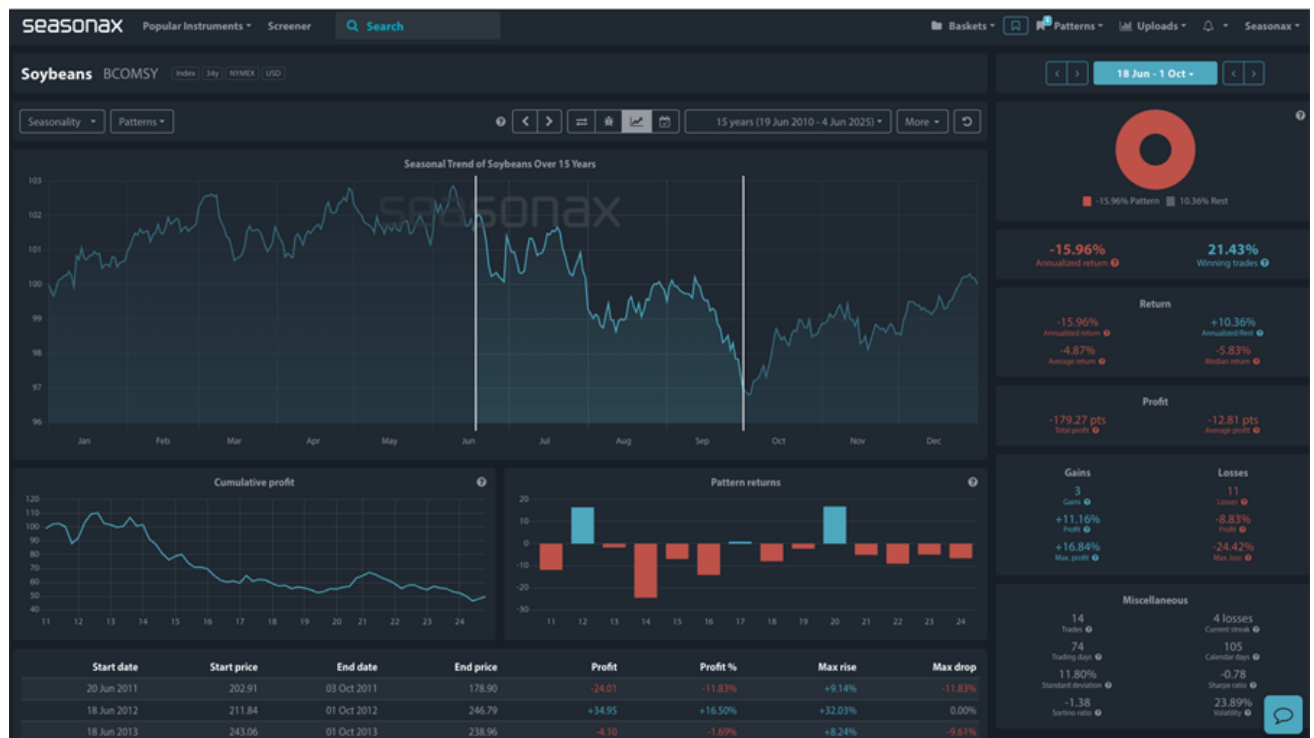 seasonax Popular Instruments Screener Search Baskets 8 Patterns Uploads Seasonax
Soybeans BCOMSY Index 34y NYMEX USD
18 Jun - 1 Oct
Seasonality Patterns 15 years (19 Jun 2010 - 4 Jun 2025) More
Seasonal Trend of Soybeans Over 15 Years
seasonax
103
102
101
100
99
98
97
96
Jan Feb Mar Apr May Jun Jul Aug Sep Oct Nov Dec
-15.96% Pattern 10.36% Rest
-15.96% 21.43%
Annualized return Winning trades
Return
-15.96% +10.36%
Annualized return Annualized/Rest
-4.87% -5.83%
Average return Median return
Profit
-179.27 pts -12.81 pts
Total profit Average profit
Gains Losses
3 11
Gains Losses
+11.16% -8.83%
Profit Profit
+16.84% -24.42%
Max. profit Max. loss
Miscellaneous
14 4 losses
Trades Current streak
74 105
Trading days Calendar days
11.80% -0.78
Standard deviation Sharpe ratio
-1.38 23.89%
Sortino ratio Volatility
Cumulative profit
120
110
100
90
80
70
60
50
40
11 12 13 14 15 16 17 18 19 20 21 22 23 24
Pattern returns
20
10
0
-10
-20
-30
11 12 13 14 15 16 17 18 19 20 21 22 23 24
Start date Start price End date End price Profit Profit % Max rise Max drop
20 Jun 2011 202.91 03 Oct 2011 178.90 -24.01 -11.83% +9.14% -11.83%
18 Jun 2012 211.84 01 Oct 2012 246.79 +34.95 +16.50% +32.03% 0.00%
18 Jun 2013 243.06 01 Oct 2013 238.96 -4.10 -1.69% +8.24% -9.61%